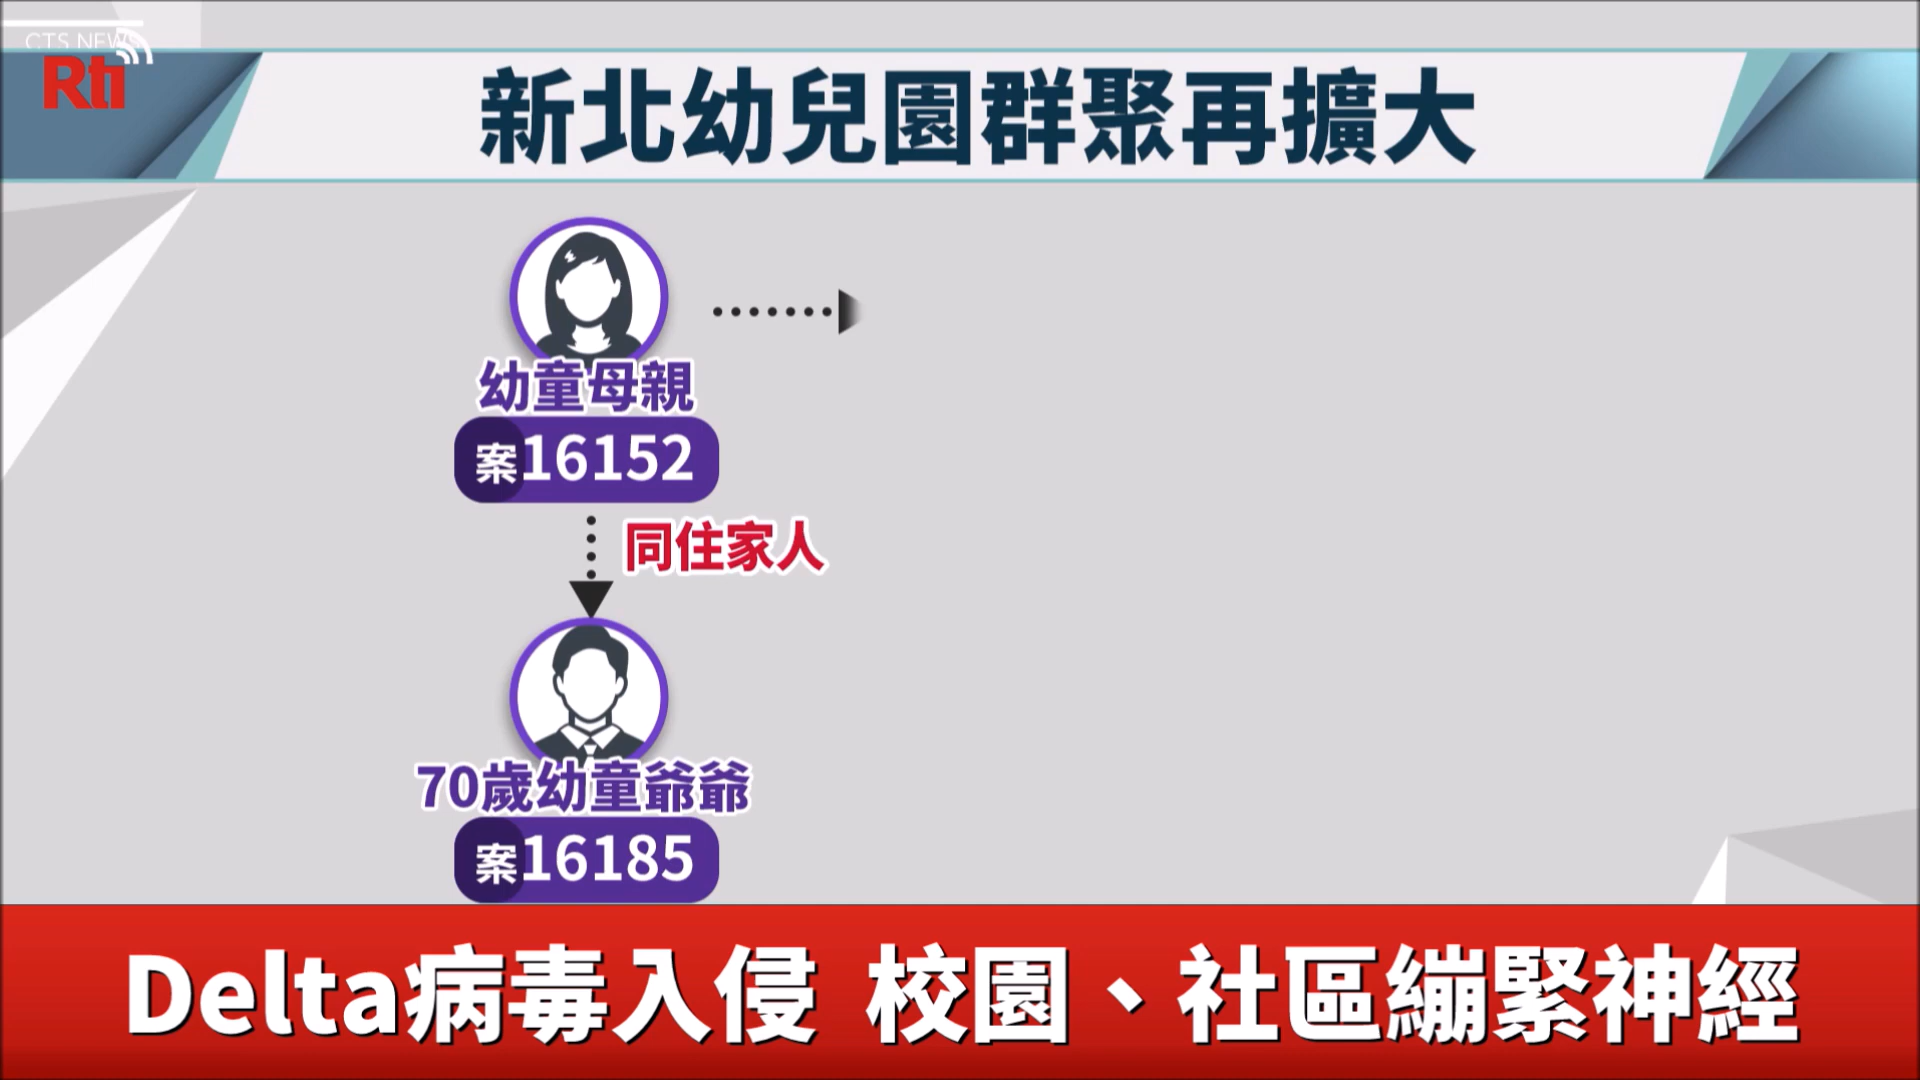 CTS NEWS
Rti
新北幼兒園群聚再擴大
幼童母親
案16152
同住家人
70歲幼童爺爺
案16185
Delta病毒入侵 校園、社區繃緊神經